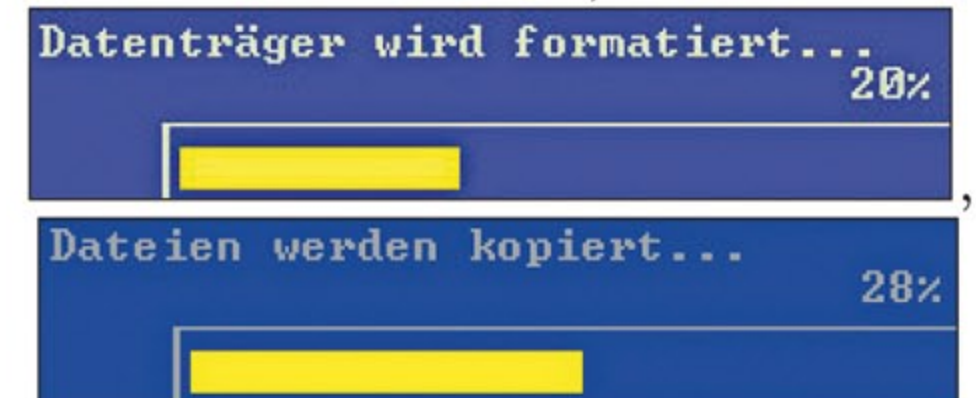 Datenträger wird formatiert...
20%
,
Dateien werden kopiert...
28%